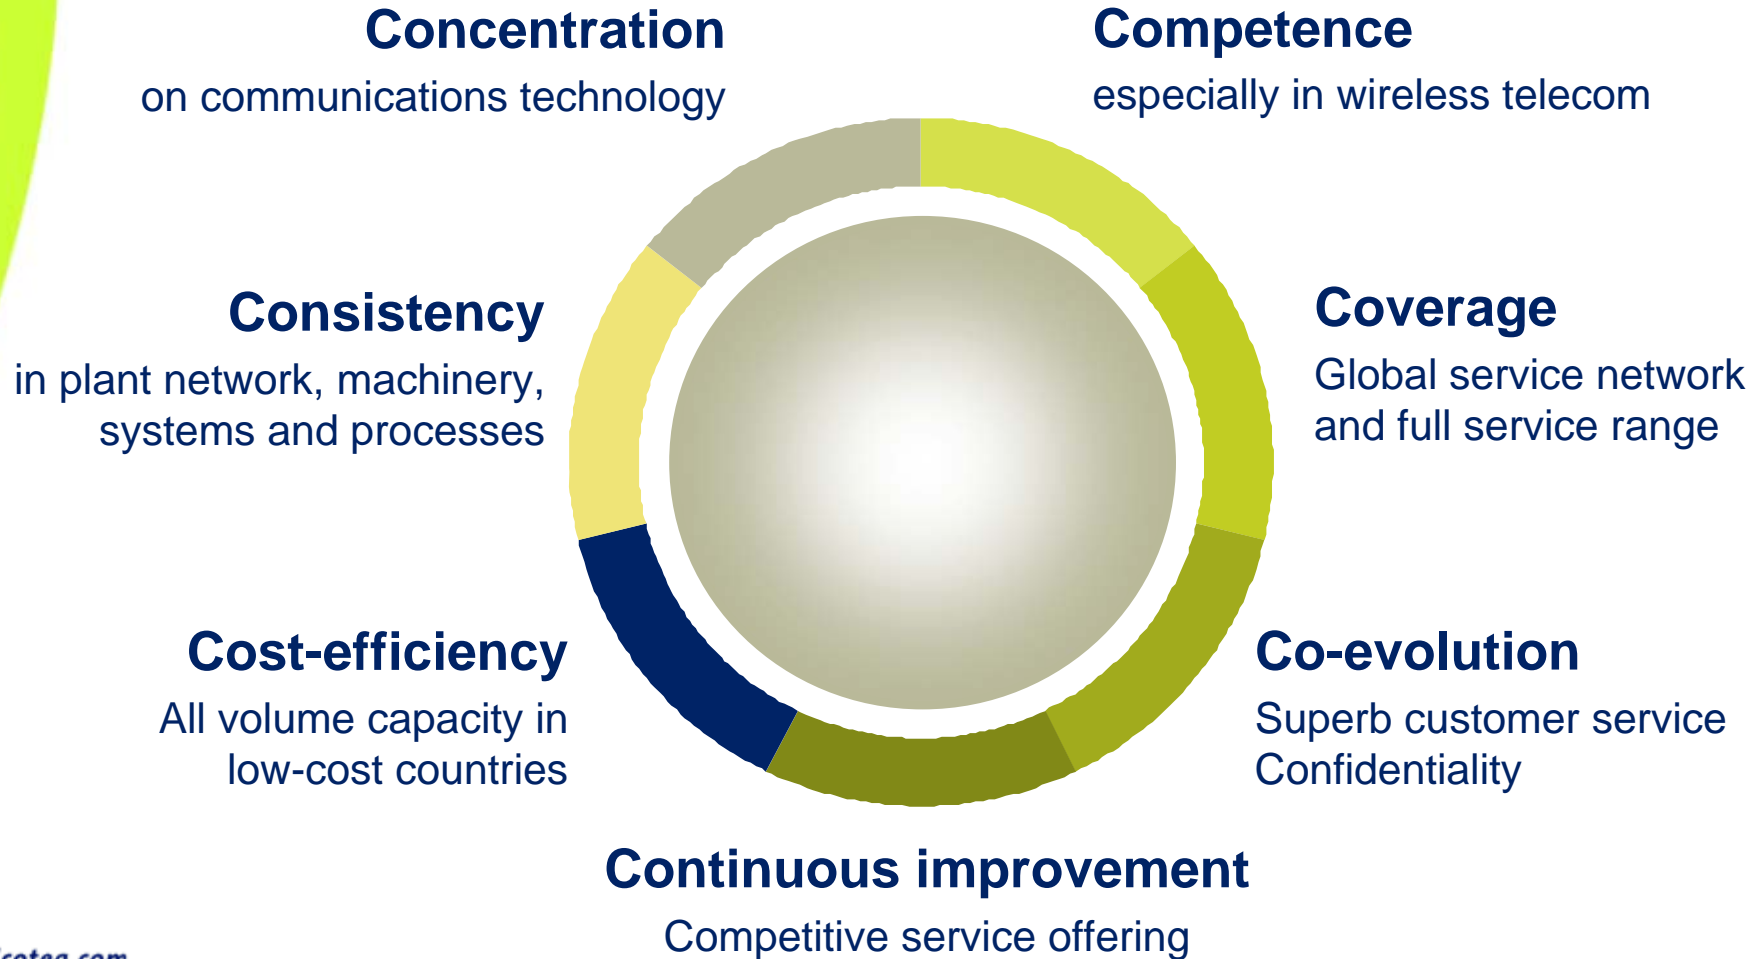 Concentration
on communications technology
Competence
especially in wireless telecom
Consistency
in plant network, machinery,
systems and processes
Coverage
Global service network
and full service range
Cost-efficiency
All volume capacity in
low-cost countries
Co-evolution
Superb customer service
Confidentiality
Continuous improvement
Competitive service offering